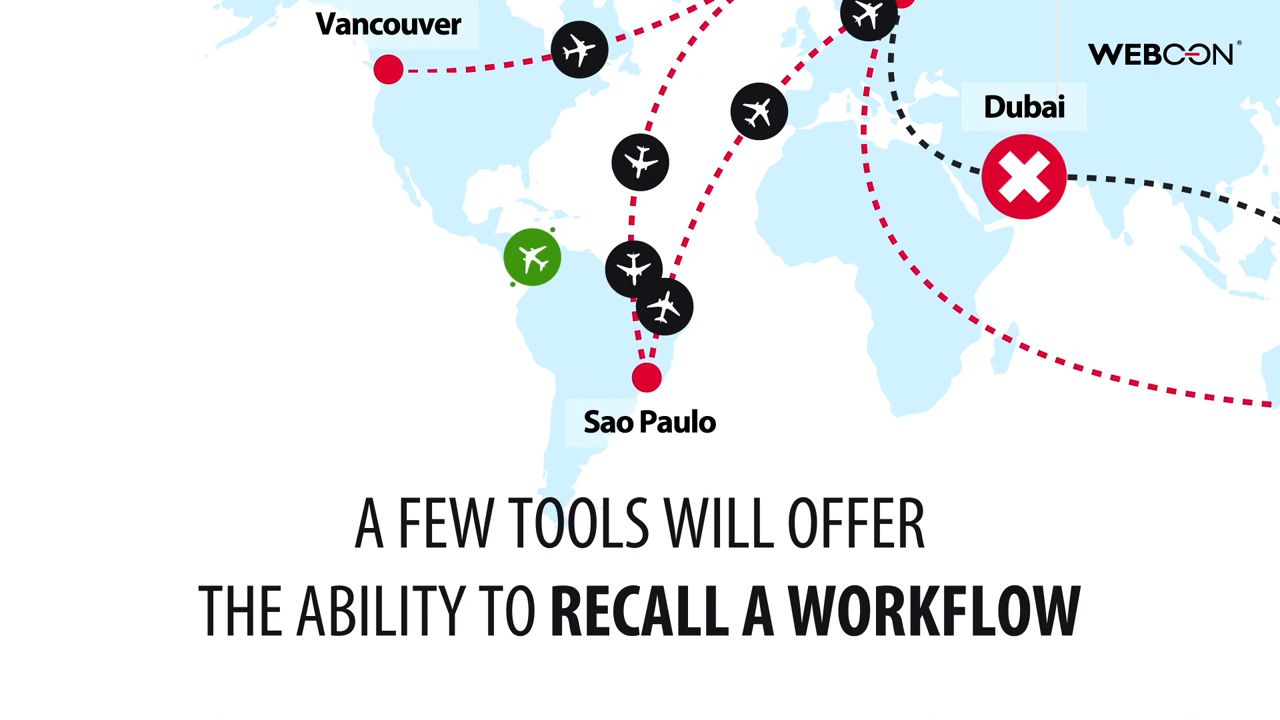 Vancouver
WEBCON®
Dubai
Sao Paulo
A FEW TOOLS WILL OFFER
THE ABILITY TO RECALL A WORKFLOW